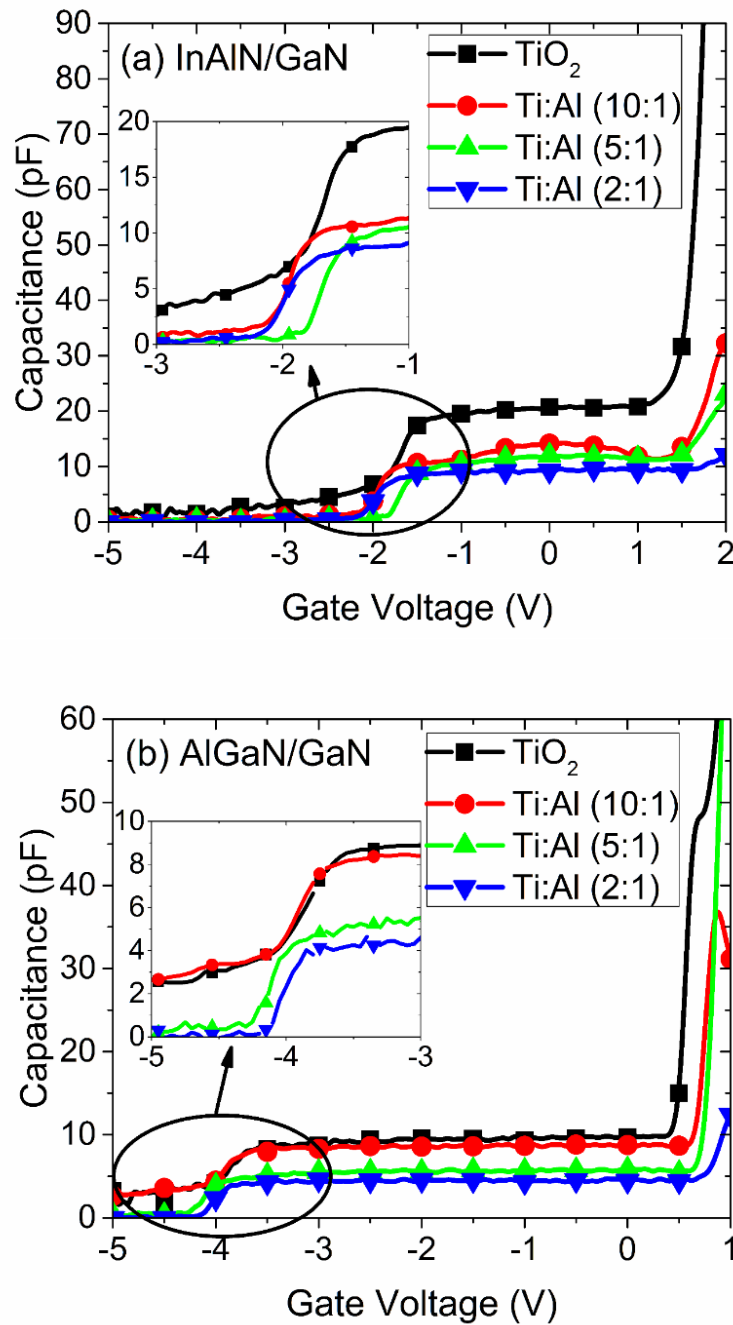 (a) InAlN/GaN
TiO₂
Ti:Al (10:1)
Ti:Al (5:1)
Ti:Al (2:1)
90
80
70
60
50
40
30
20
10
0
Capacitance (pF)
20
15
10
5
0
-3 -2 -1
-5 -4 -3 -2 -1 0 1 2
Gate Voltage (V)
(b) AlGaN/GaN
TiO₂
Ti:Al (10:1)
Ti:Al (5:1)
Ti:Al (2:1)
60
50
40
30
20
10
0
Capacitance (pF)
10
8
6
4
2
0
-5 -4 -3
-5 -4 -3 -2 -1 0 1
Gate Voltage (V)